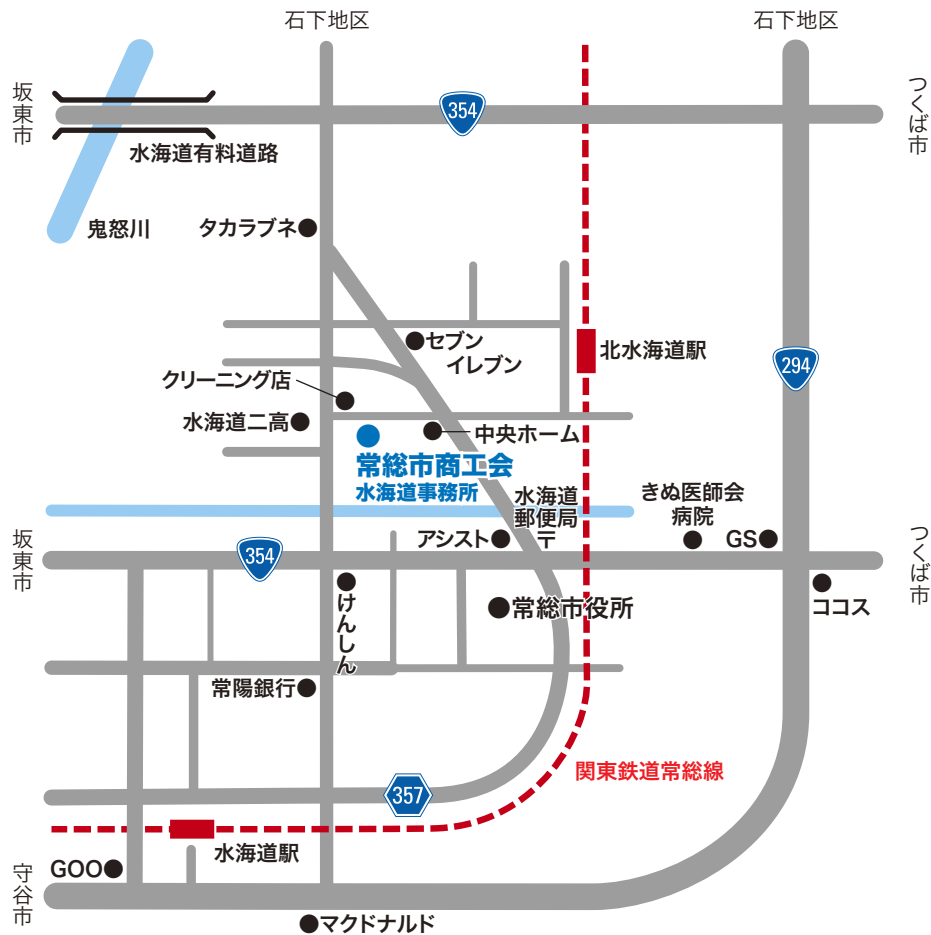 石下地区
石下地区
坂東市
つくば市
354
水海道有料道路
鬼怒川
タカラブネ
セブン
イレブン
北水海道駅
294
クリーニング店
水海道二高
中央ホーム
常総市商工会
水海道事務所
水海道
郵便局
〒
きぬ医師会
病院
アシスト
GS
坂東市
354
つくば市
けんしん
常総市役所
ココス
常陽銀行
関東鉄道常総線
357
水海道駅
GOO
守谷市
マクドナルド